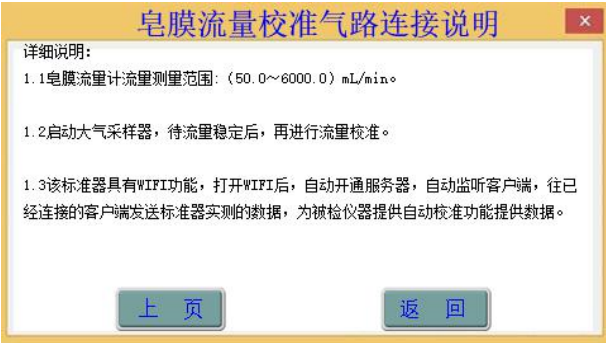 皂膜流量校准气路连接说明
详细说明:
1.1皂膜流量计流量测量范围:（50.0～6000.0）mL/min。
1.2启动大气采样器，待流量稳定后，再进行流量校准。
1.3该标准器具有WIFI功能，打开WIFI后，自动开通服务器，自动监听客户端，往已
经连接的客户端发送标准器实测的数据，为被检仪器提供自动校准功能提供数据。
上 页
返 回